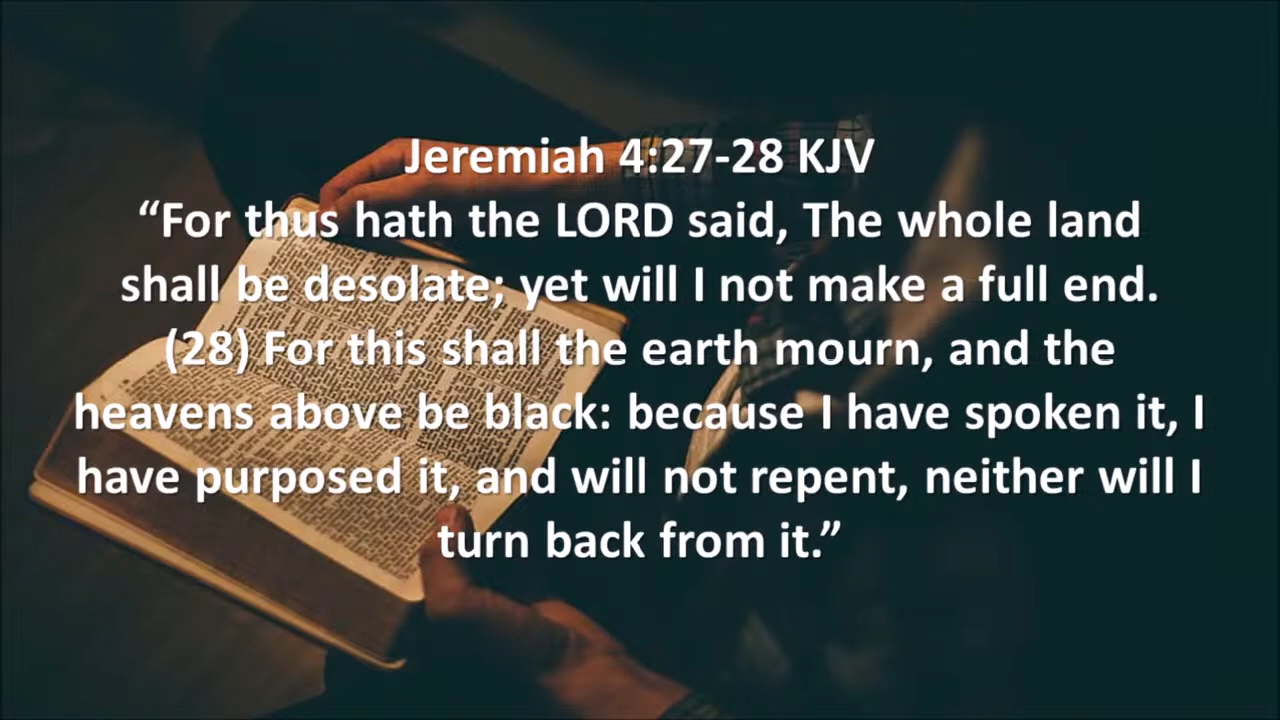 Jeremiah 4:27-28 KJV
“For thus hath the LORD said, The whole land
shall be desolate; yet will I not make a full end.
(28) For this shall the earth mourn, and the
heavens above be black: because I have spoken it, I
have purposed it, and will not repent, neither will I
turn back from it.”